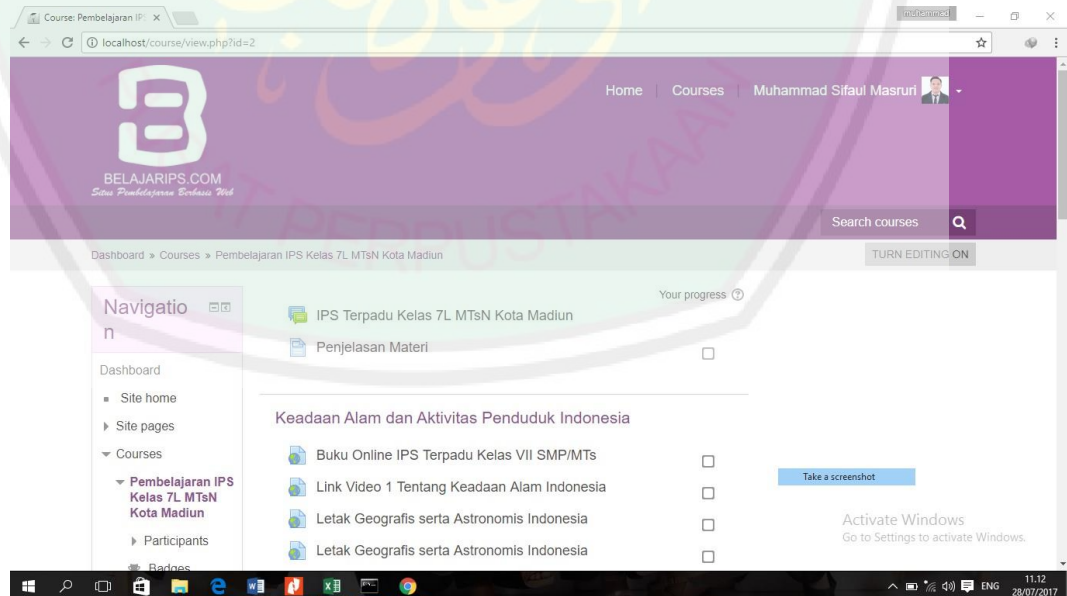 Course: Pembelajaran IP
muhammad
localhost/course/view.php?id=2
Home
Courses
Muhammad Sifaul Masruri
BELAJARIPS.COM
Situs Pembelajaran Berbasis Web
PERPUSTAKAAN
Search courses
Dashboard » Courses » Pembelajaran IPS Kelas 7L MTsN Kota Madiun
TURN EDITING ON
Navigatio
n
Your progress
IPS Terpadu Kelas 7L MTsN Kota Madiun
Penjelasan Materi
Dashboard
Site home
Site pages
Courses
Pembelajaran IPS
Kelas 7L MTsN
Kota Madiun
Participants
Badges
Keadaan Alam dan Aktivitas Penduduk Indonesia
Buku Online IPS Terpadu Kelas VII SMP/MTs
Link Video 1 Tentang Keadaan Alam Indonesia
Letak Geografis serta Astronomis Indonesia
Letak Geografis serta Astronomis Indonesia
Take a screenshot
Activate Windows
Go to Settings to activate Windows.
ENG
11.12
28/07/2017